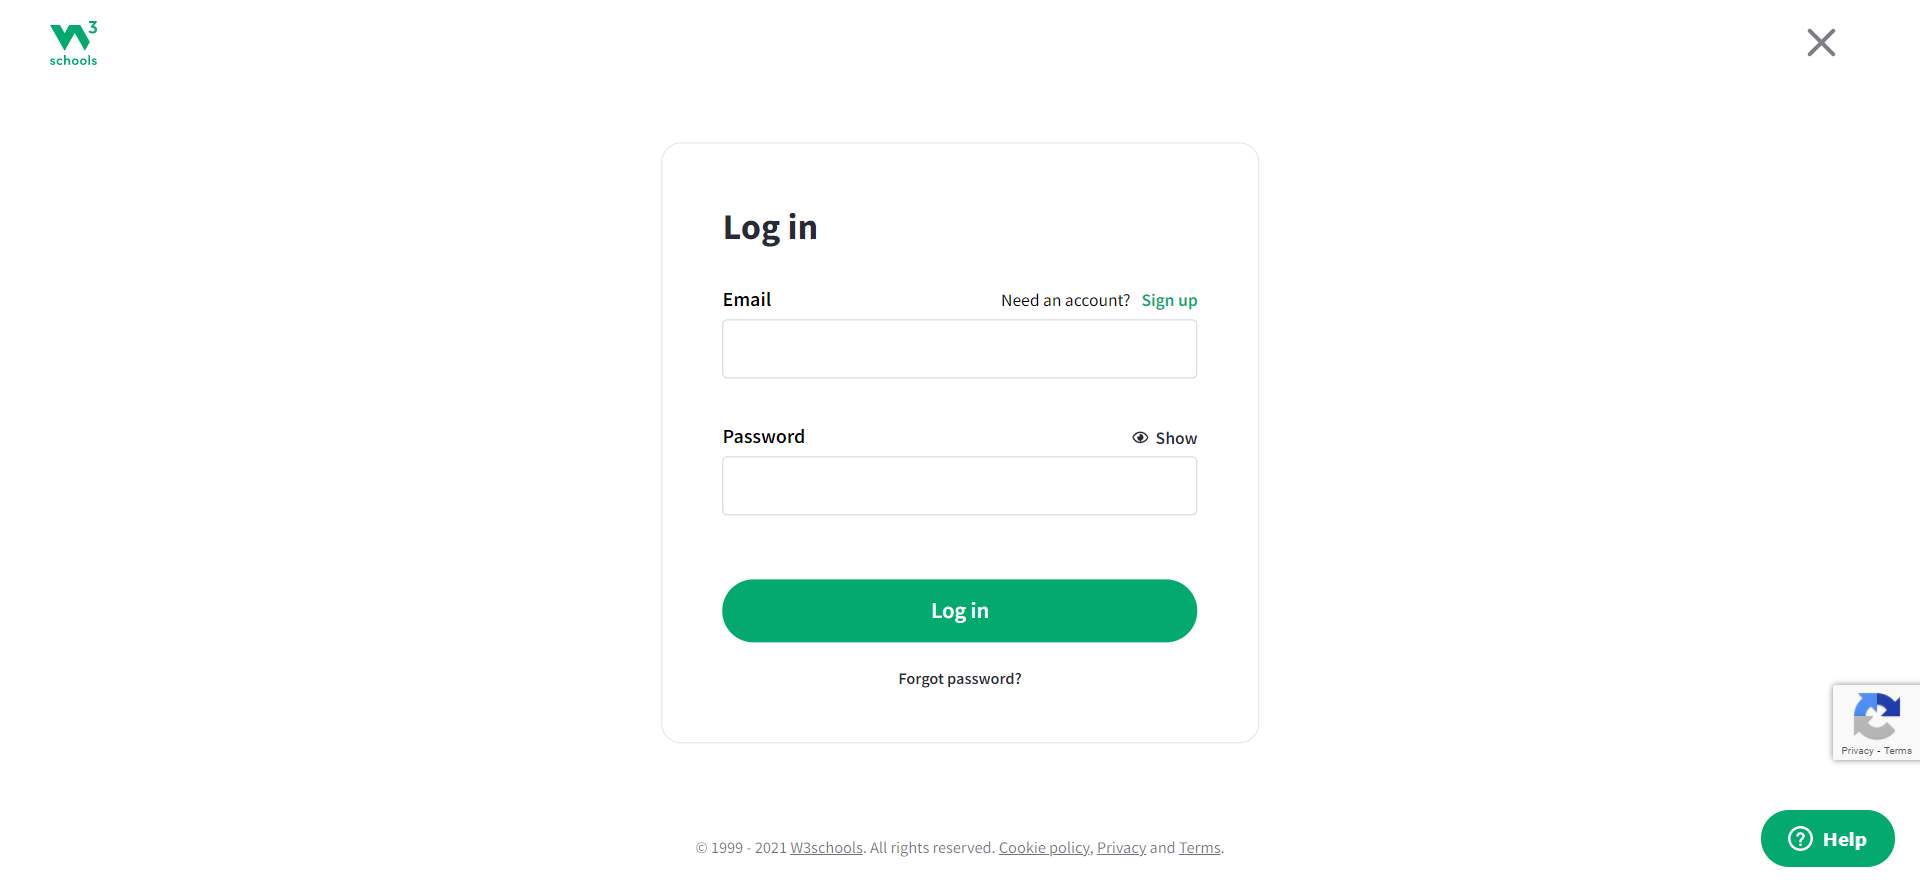 W3
schools
Log in
Email
Need an account? Sign up
Password
Show
Log in
Forgot password?
Privacy - Terms
© 1999 - 2021 W3schools. All rights reserved. Cookie policy, Privacy and Terms.
Help